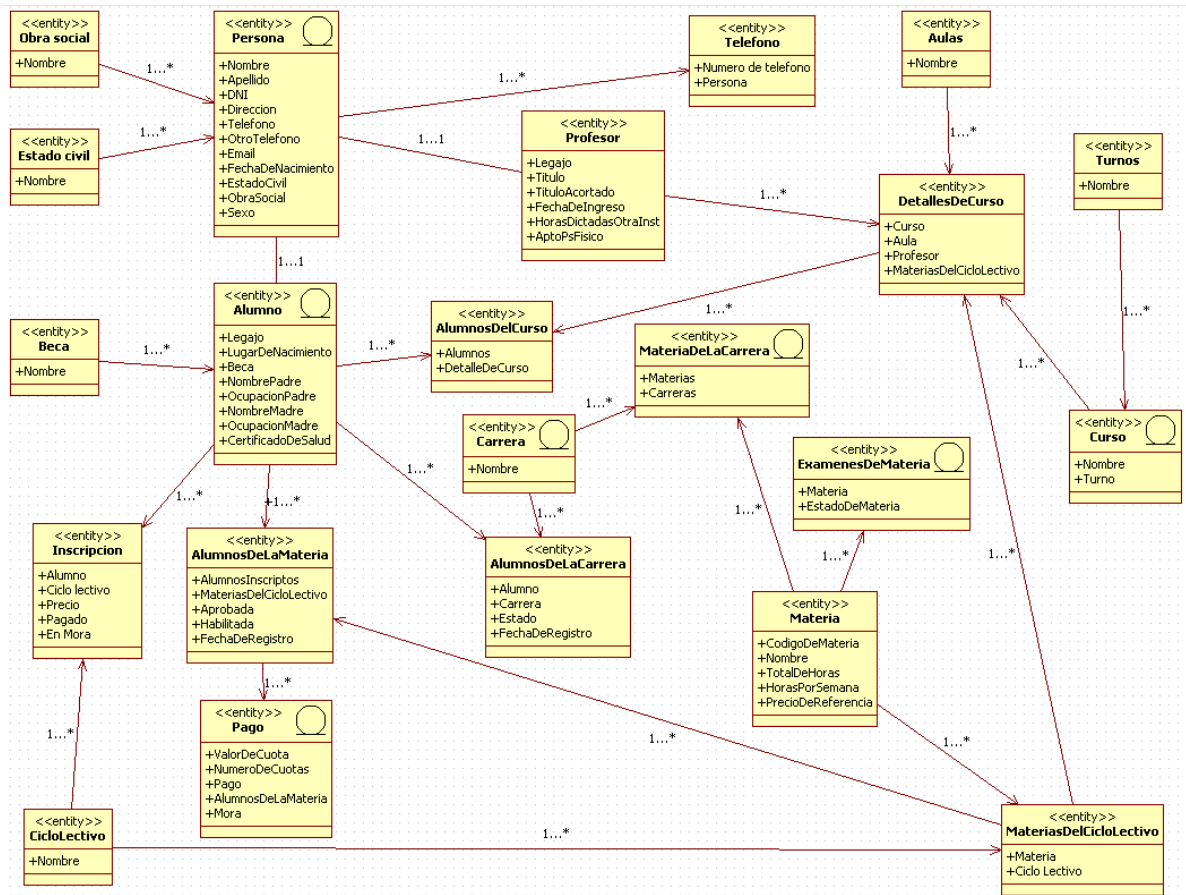 <<entity>>
Obra social
+Nombre
<<entity>>
Persona
+Nombre
+Apellido
+DNI
+Direccion
+Telefono
+OtroTelefono
+Email
+FechaDeNacimiento
+EstadoCivil
+ObraSocial
+Sexo
<<entity>>
Telefono
+Numero de telefono
+Persona
<<entity>>
Aulas
+Nombre
1...*
1...*
1...*
1...1
<<entity>>
Estado civil
+Nombre
<<entity>>
Profesor
+Legajo
+Titulo
+TituloAcortado
+FechaDeIngreso
+HorasDictadasOtraInst
+AptoPsFisico
1...*
1...*
<<entity>>
Turnos
+Nombre
<<entity>>
DetallesDeCurso
+Curso
+Aula
+Profesor
+MateriasDelCicloLectivo
1...1
<<entity>>
Alumno
+Legajo
+LugarDeNacimiento
+Beca
+NombrePadre
+OcupacionPadre
+NombreMadre
+OcupacionMadre
+CertificadoDeSalud
<<entity>>
Beca
+Nombre
1...*
1...*
<<entity>>
AlumnosDelCurso
+Alumnos
+DetalleDeCurso
1...*
1...*
1...*
<<entity>>
MateriaDeLaCarrera
+Materias
+Carreras
1...*
<<entity>>
Carrera
+Nombre
<<entity>>
ExamenesDeMateria
+Materia
+EstadoDeMateria
<<entity>>
Curso
+Nombre
+Turno
1...*
1...*
+1...*
1...*
1...*
1...*
1...*
<<entity>>
Inscripcion
+Alumno
+Ciclo lectivo
+Precio
+Pagado
+En Mora
<<entity>>
AlumnosDeLaMateria
+AlumnosInscriptos
+MateriasDelCicloLectivo
+Aprobada
+Habilitada
+FechaDeRegistro
<<entity>>
AlumnosDeLaCarrera
+Alumno
+Carrera
+Estado
+FechaDeRegistro
<<entity>>
Materia
+CodigoDeMateria
+Nombre
+TotalDeHoras
+HorasPorSemana
+PrecioDeReferencia
1...*
1...*
1...*
1...*
<<entity>>
Pago
+ValorDeCuota
+NumeroDeCuotas
+Pago
+AlumnosDeLaMateria
+Mora
<<entity>>
CicloLectivo
+Nombre
1...*
<<entity>>
MateriasDelCicloLectivo
+Materia
+Ciclo Lectivo